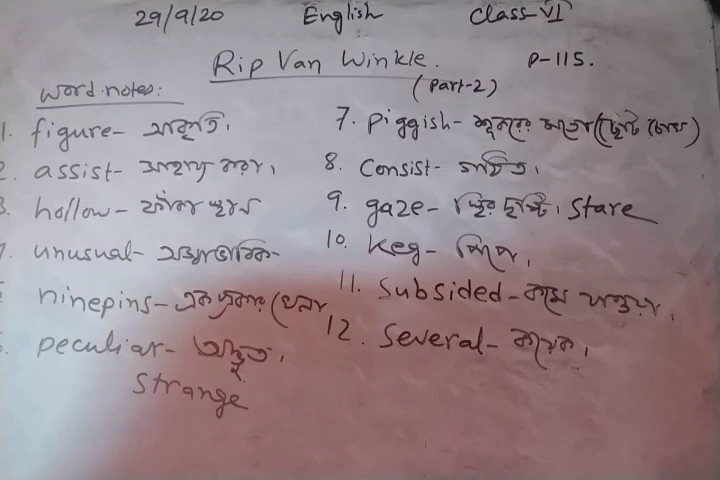 29/9/20 English Class-VI
Rip Van Winkle. P-115.
(Part-2)
Word notes:
1. figure- আকৃতি।
2. assist- সাহায্য করা।
3. hollow- ফাঁকা স্থান
4. unusual- অস্বাভাবিক-
5. ninepins- একপ্রকার খেলা
6. peculiar- অদ্ভুত।
strange
7. Piggish- শূকরের মতো (ছোট চোখ)
8. Consist- গঠিত।
9. gaze- স্থির দৃষ্টি। Stare
10. Keg- পিপে।
11. Subsided- কমে যাওয়া।
12. Several- কয়েক।